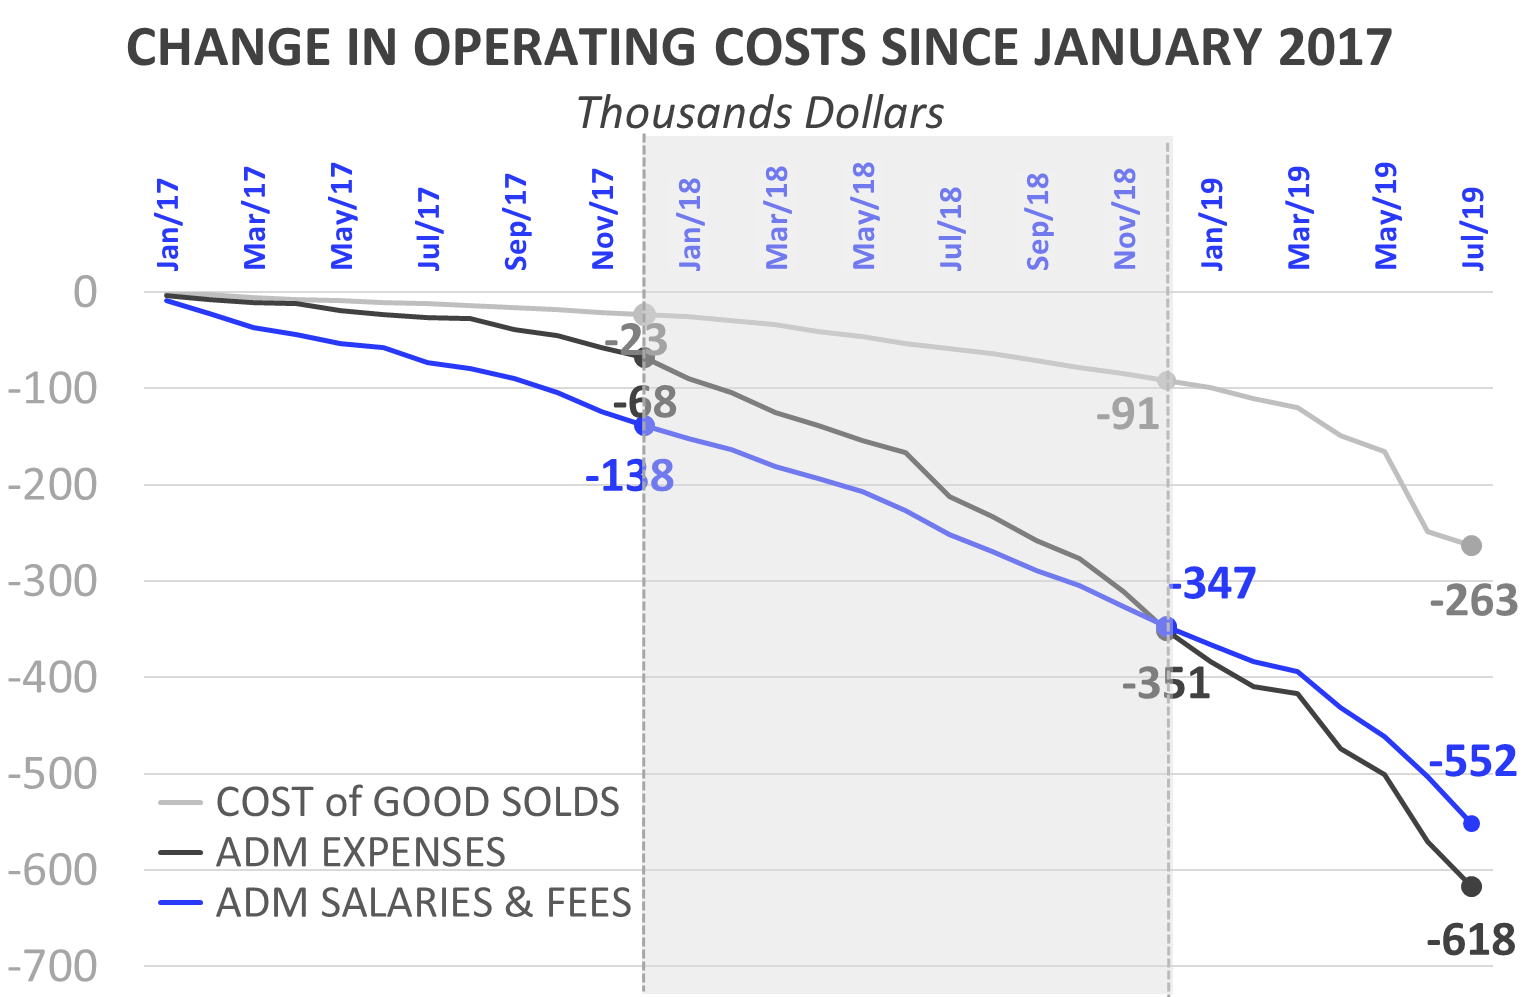 CHANGE IN OPERATING COSTS SINCE JANUARY 2017
Thousands Dollars
Jan/17
Mar/17
May/17
Jul/17
Sep/17
Nov/17
Jan/18
Mar/18
May/18
Jul/18
Sep/18
Nov/18
Jan/19
Mar/19
May/19
Jul/19
0
-100
-200
-300
-400
-500
-600
-700
-23
-68
-138
-91
-347
-351
-263
-552
-618
COST of GOOD SOLDS
ADM EXPENSES
ADM SALARIES & FEES